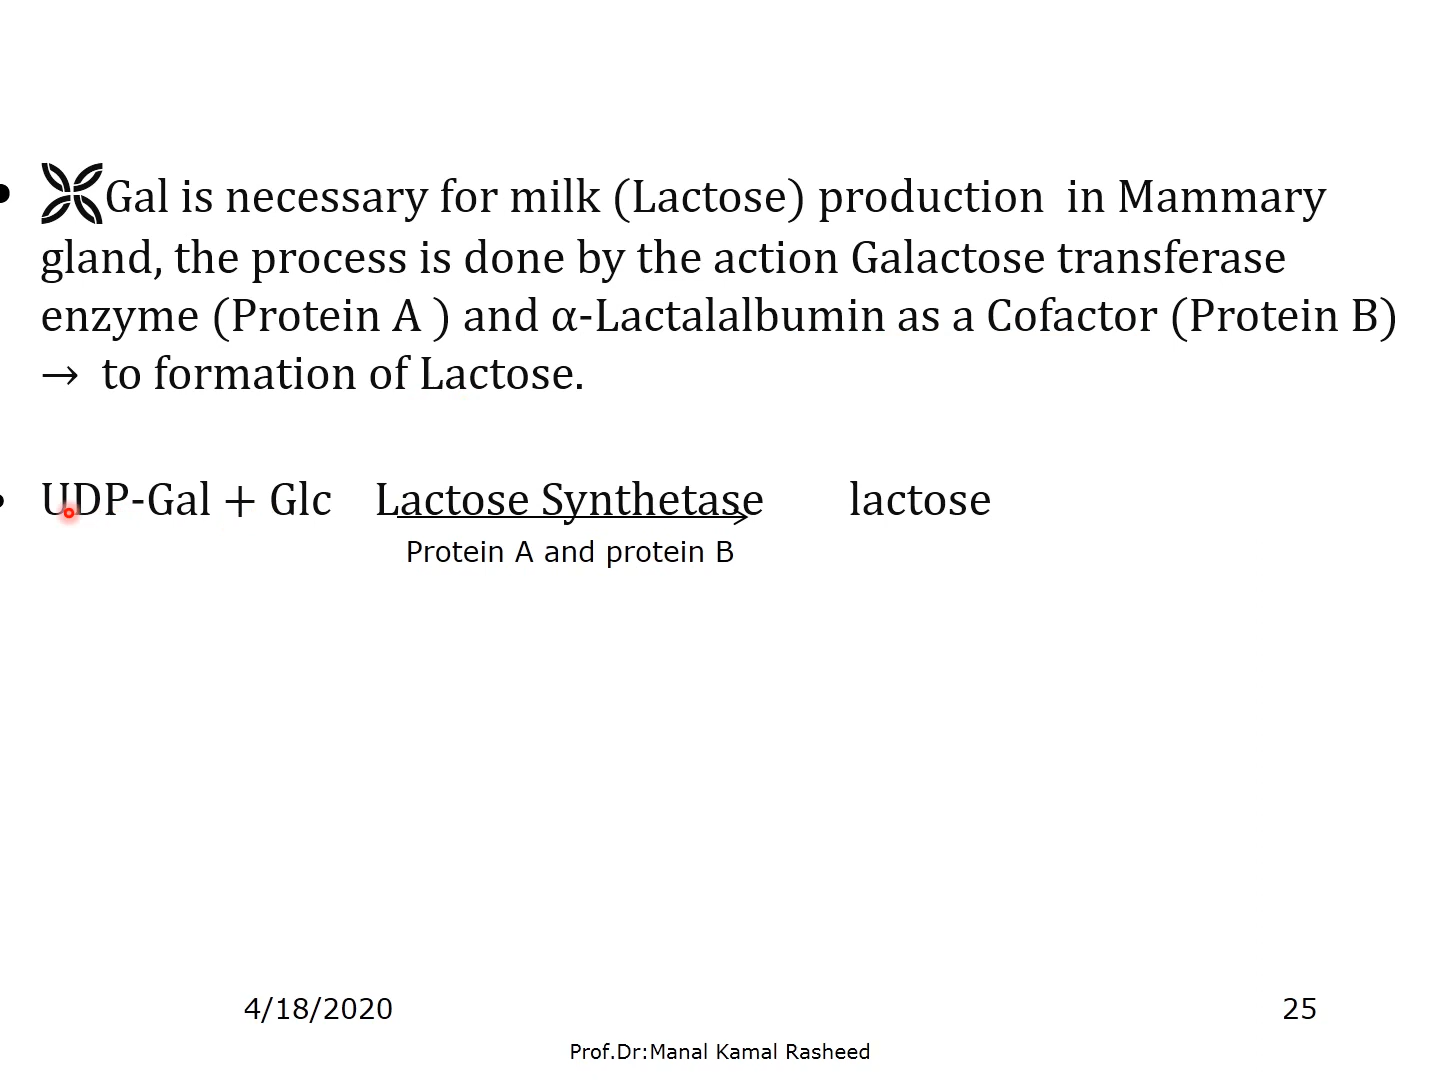 • Gal is necessary for milk (Lactose) production in Mammary
gland, the process is done by the action Galactose transferase
enzyme (Protein A ) and α-Lactalalbumin as a Cofactor (Protein B)
→ to formation of Lactose.
• UDP-Gal + Glc Lactose Synthetase lactose
Protein A and protein B
4/18/2020 25
Prof.Dr:Manal Kamal Rasheed